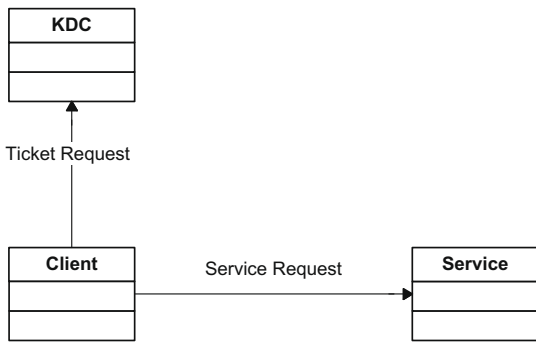 KDC
Ticket Request
Client
Service Request
Service